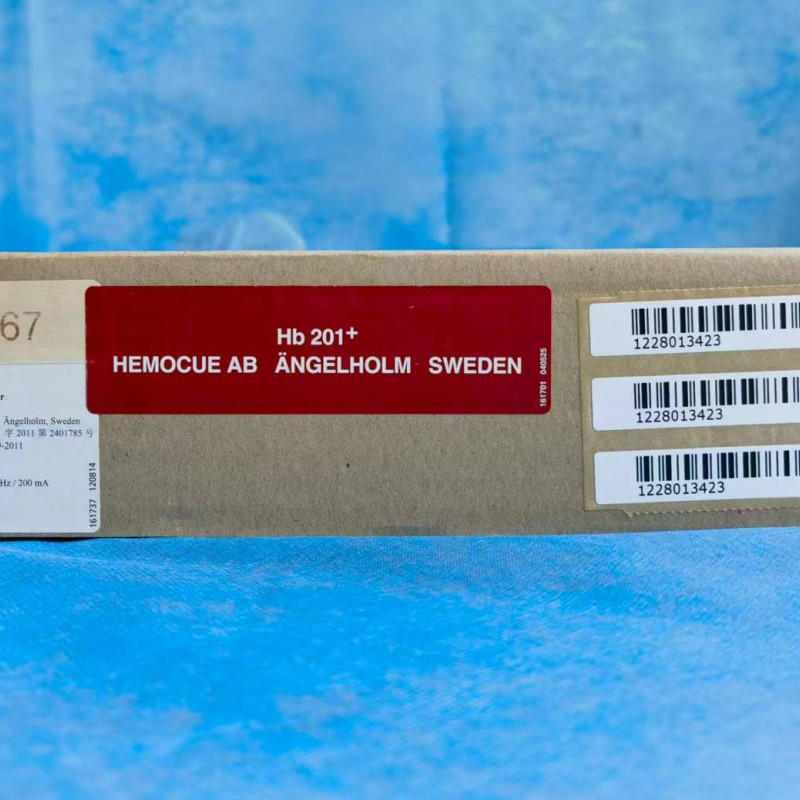 67
r
Ängelholm, Sweden
字 2011 第 2401785 号
-2011
Hz / 200 mA
161737 120814
Hb 201+
HEMOCUE AB ÄNGELHOLM SWEDEN
161701 040525
1228013423
1228013423
1228013423